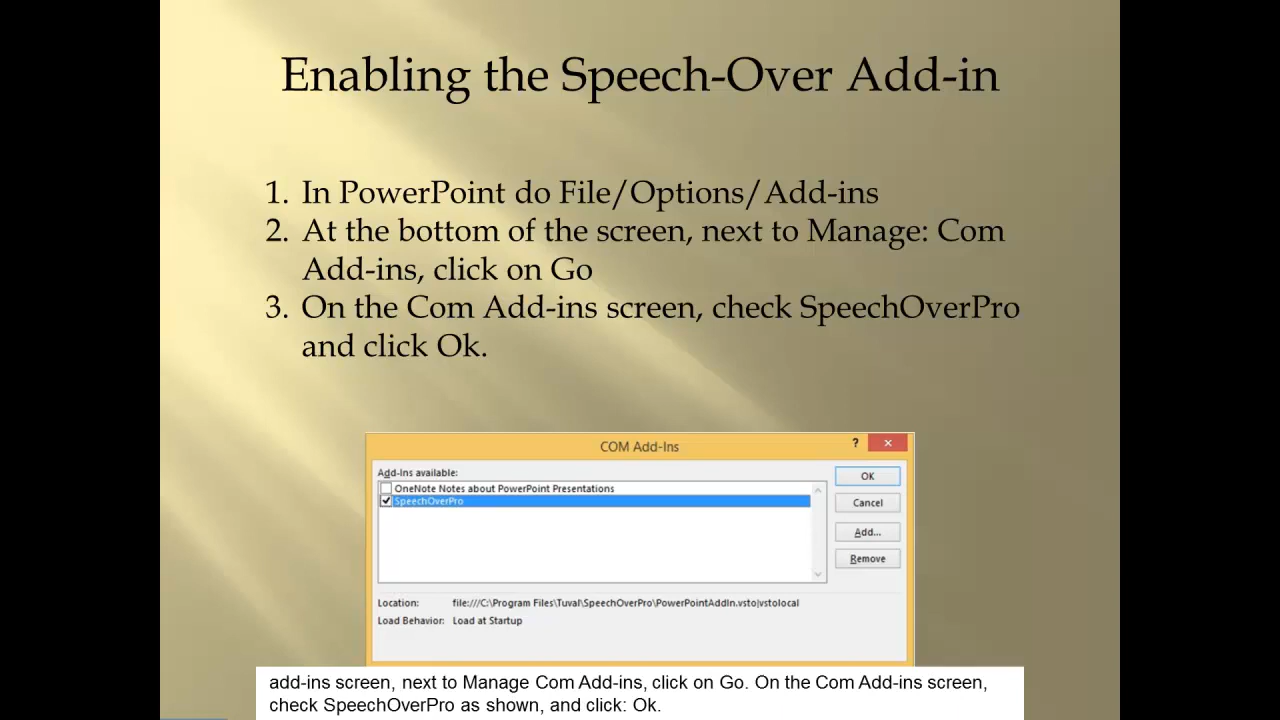 Enabling the Speech-Over Add-in
1. In PowerPoint do File/Options/Add-ins
2. At the bottom of the screen, next to Manage: Com
Add-ins, click on Go
3. On the Com Add-ins screen, check SpeechOverPro
and click Ok.
COM Add-Ins
?
Add-Ins available:
OneNote Notes about PowerPoint Presentations
SpeechOverPro
OK
Cancel
Add...
Remove
Location: file:///C:\Program Files\Tuval\SpeechOverPro\PowerPointAddIn.vsto|vstolocal
Load Behavior: Load at Startup
add-ins screen, next to Manage Com Add-ins, click on Go. On the Com Add-ins screen,
check SpeechOverPro as shown, and click: Ok.